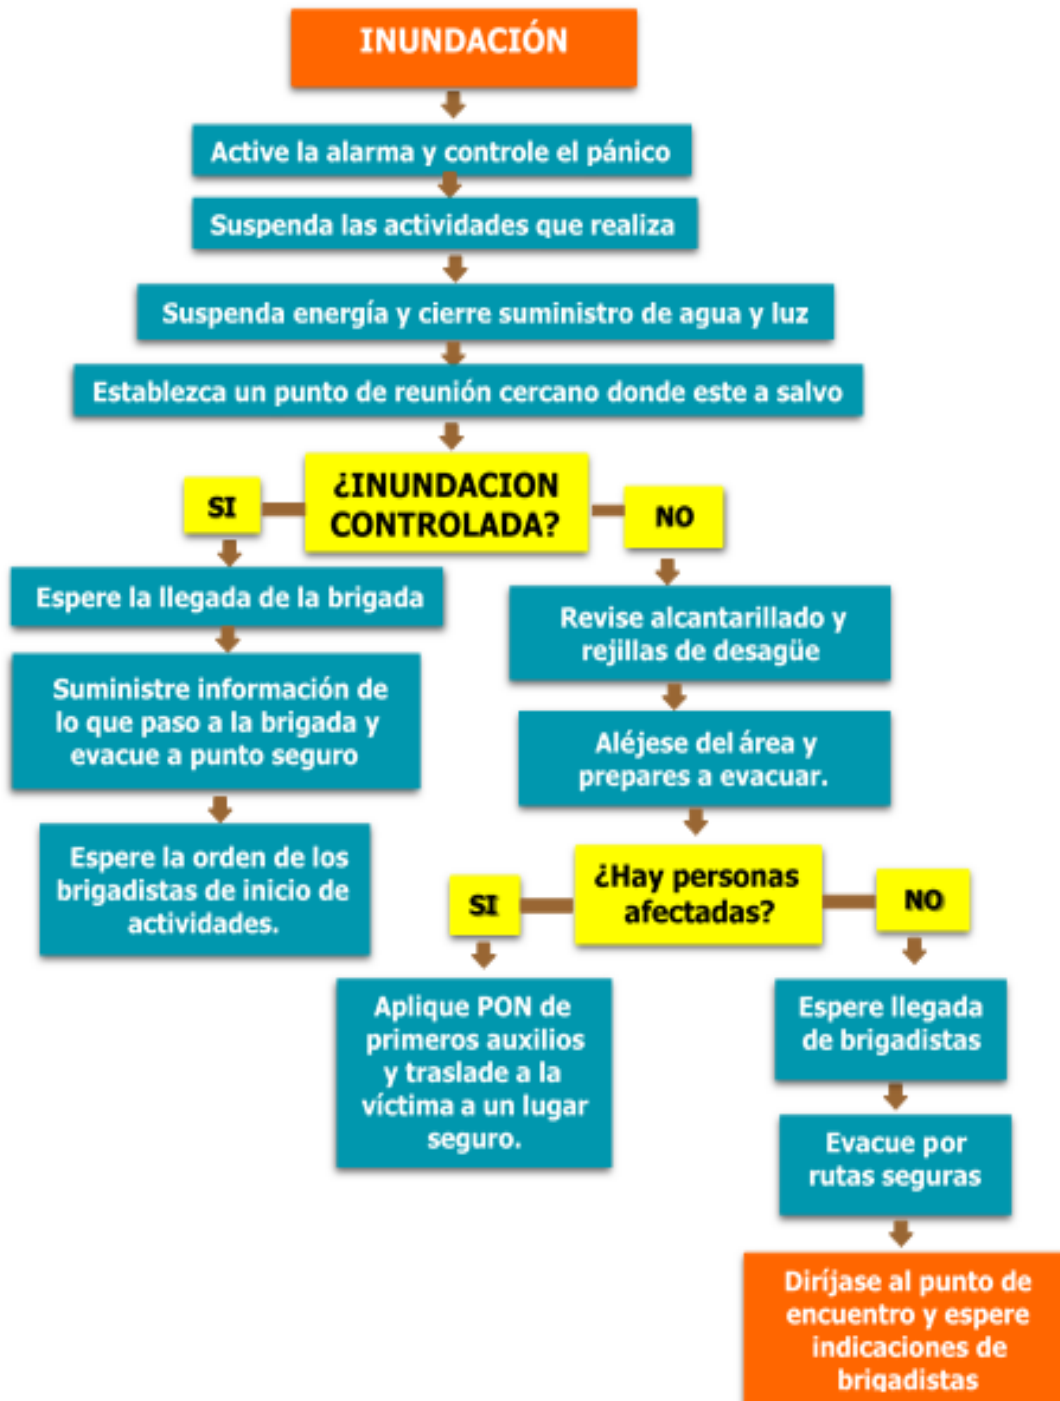 INUNDACIÓN
Active la alarma y controle el pánico
Suspenda las actividades que realiza
Suspenda energía y cierre suministro de agua y luz
Establezca un punto de reunión cercano donde este a salvo
¿INUNDACION
CONTROLADA?
SI
NO
Espere la llegada de la brigada
Suministre información de
lo que paso a la brigada y
evacue a punto seguro
Espere la orden de los
brigadistas de inicio de
actividades.
Revise alcantarillado y
rejillas de desagüe
Aléjese del área y
prepares a evacuar.
¿Hay personas
afectadas?
SI
NO
Aplique PON de
primeros auxilios
y traslade a la
víctima a un lugar
seguro.
Espere llegada
de brigadistas
Evacue por
rutas seguras
Diríjase al punto de
encuentro y espere
indicaciones de
brigadistas